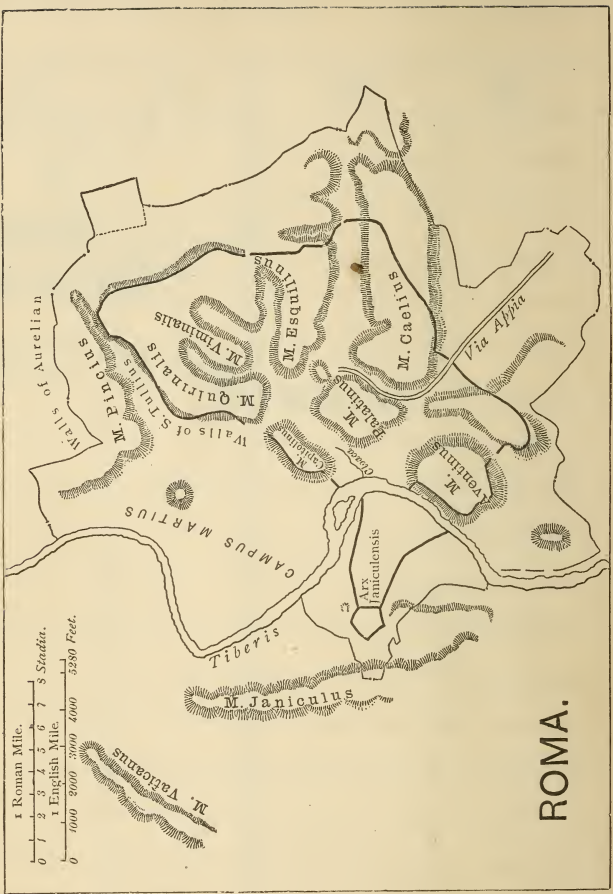 1 Roman Mile.
0 1 2 3 4 5 6 7 8 Stadia.
1 English Mile.
0 1000 2000 3000 4000 5280 Feet.
Walls of Aurelian
M. Pincius
Walls of S. Tullius
M. Quirinalis
M. Viminalis
M. Esquilinus
CAMPUS MARTIUS
M. Capitolinus
M. Palatinus
M. Caelius
Via Appia
M. Aventinus
Cloaca
Tiberis
Arx
Janiculensis
M. Janiculus
M. Vaticanus
ROMA.